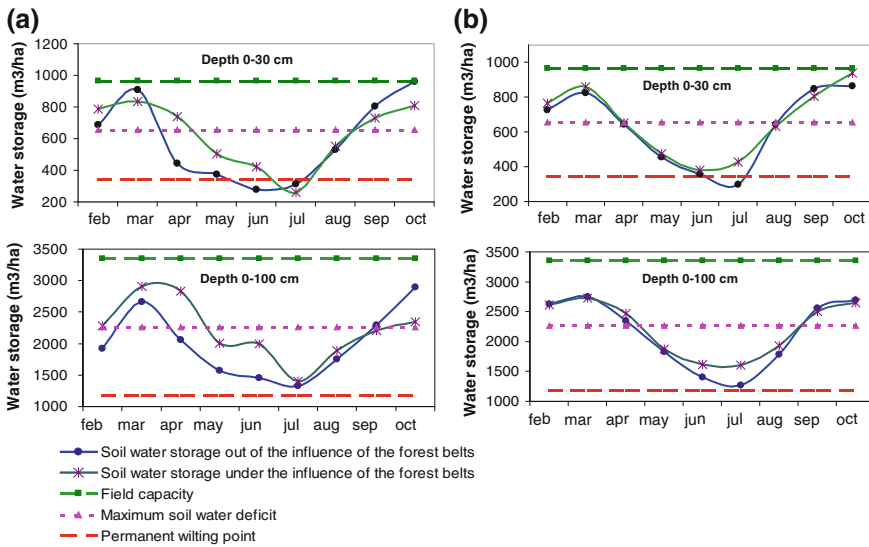 (a)
Water storage (m3/ha)
Depth 0-30 cm
1200
1000
800
600
400
200
feb mar apr may jun jul aug sep oct
Water storage (m3/ha)
Depth 0-100 cm
3500
3000
2500
2000
1500
1000
feb mar apr may jun jul aug sep oct
(b)
Water storage (m3/ha)
Depth 0-30 cm
1000
800
600
400
200
feb mar apr may jun jul aug sep oct
Water storage (m3/ha)
Depth 0-100 cm
3500
3000
2500
2000
1500
1000
feb mar apr may jun jul aug sep oct
Soil water storage out of the influence of the forest belts
Soil water storage under the influence of the forest belts
Field capacity
Maximum soil water deficit
Permanent wilting point